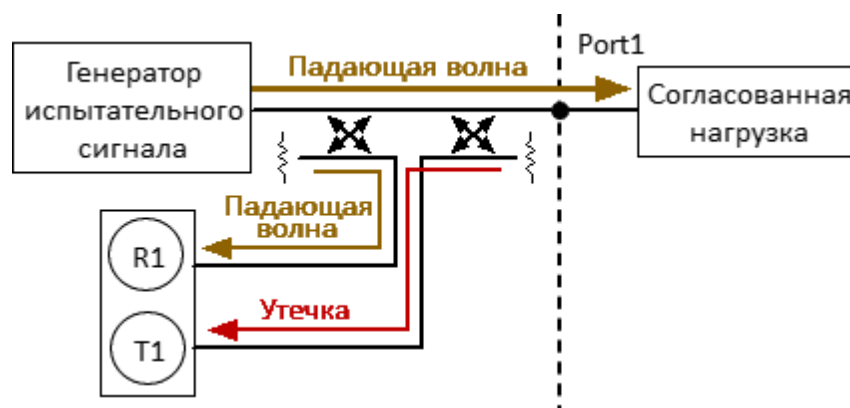 Генератор
испытательного
сигнала
Падающая волна
Port1
Согласованная
нагрузка
Падающая
волна
R1
Утечка
T1